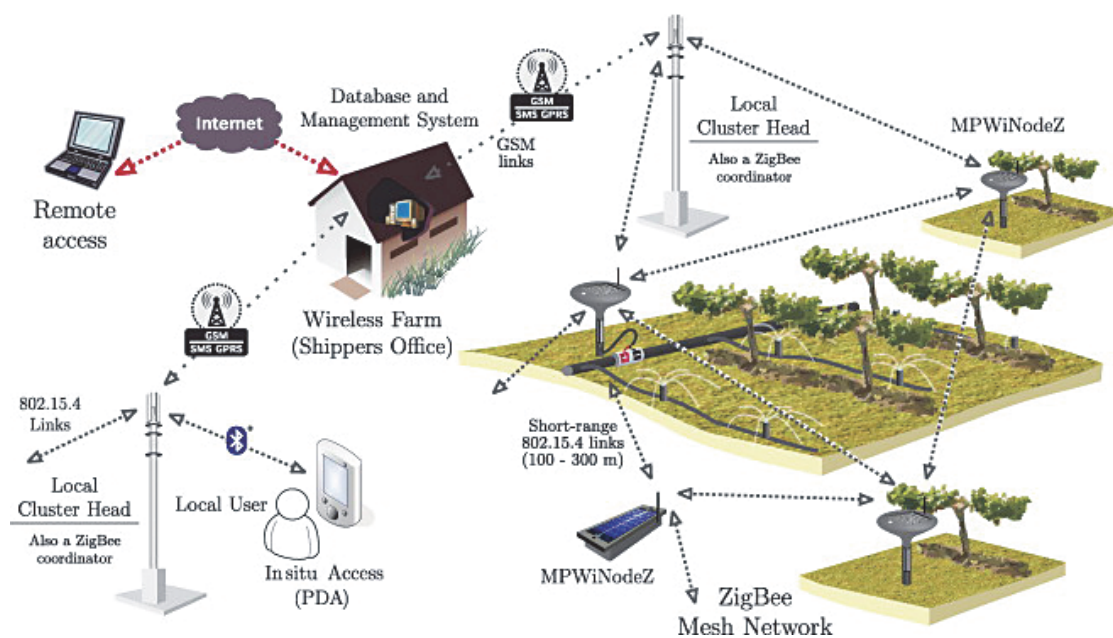 Internet
Remote
access
Database and
Management System
GSM
SMS GPRS
GSM
links
Wireless Farm
(Shippers Office)
GSM
SMS GPRS
802.15.4
Links
Local
Cluster Head
Also a ZigBee
coordinator
Local User
In situ Access
(PDA)
Local
Cluster Head
Also a ZigBee
coordinator
MPWiNodeZ
Short-range
802.15.4 links
(100 - 300 m)
MPWiNodeZ
ZigBee
Mesh Network